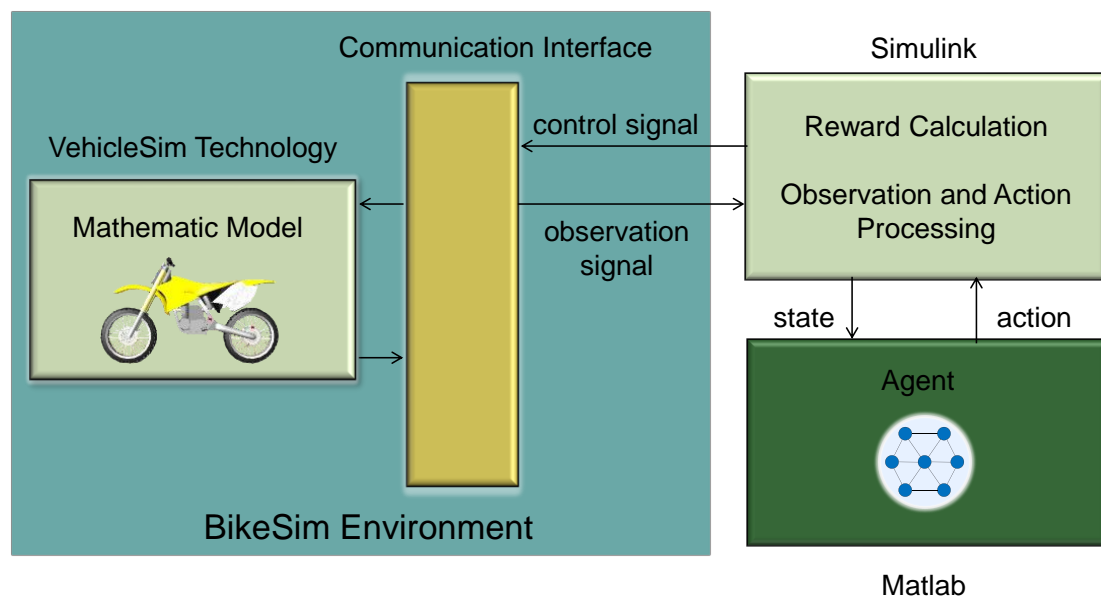 Communication Interface
Simulink
control signal
Reward Calculation
VehicleSim Technology
Mathematic Model
observation
signal
Observation and Action
Processing
state
action
Agent
BikeSim Environment
Matlab